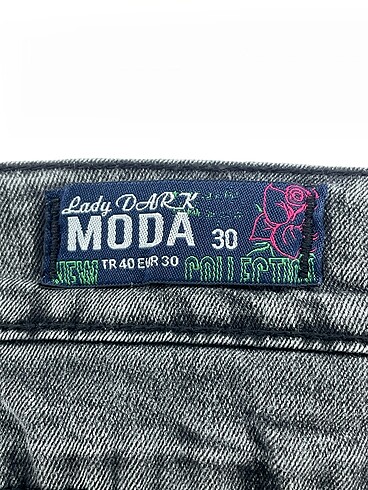 Lady DARK
MODA 30
TR 40 EUR 30
NEW COLLECTION